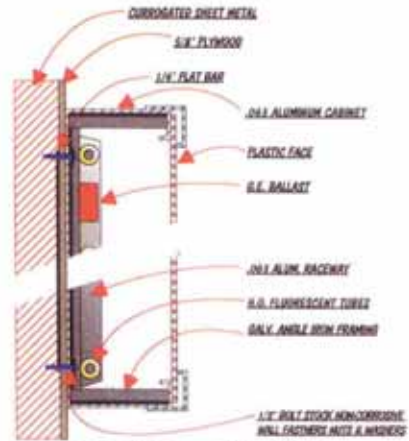 CURROGATED SHEET METAL
5/8" PLYWOOD
1/4" FLAT BAR
.063 ALUMINUM CABINET
PLASTIC FACE
G.E. BALLAST
.063 ALUM. RACEWAY
H.O. FLUORESCENT TUBES
GALV. ANGLE IRON FRAMING
1/2" BOLT STOCK NON-CORROSIVE
WALL FASTNERS NUTS & WASHERS